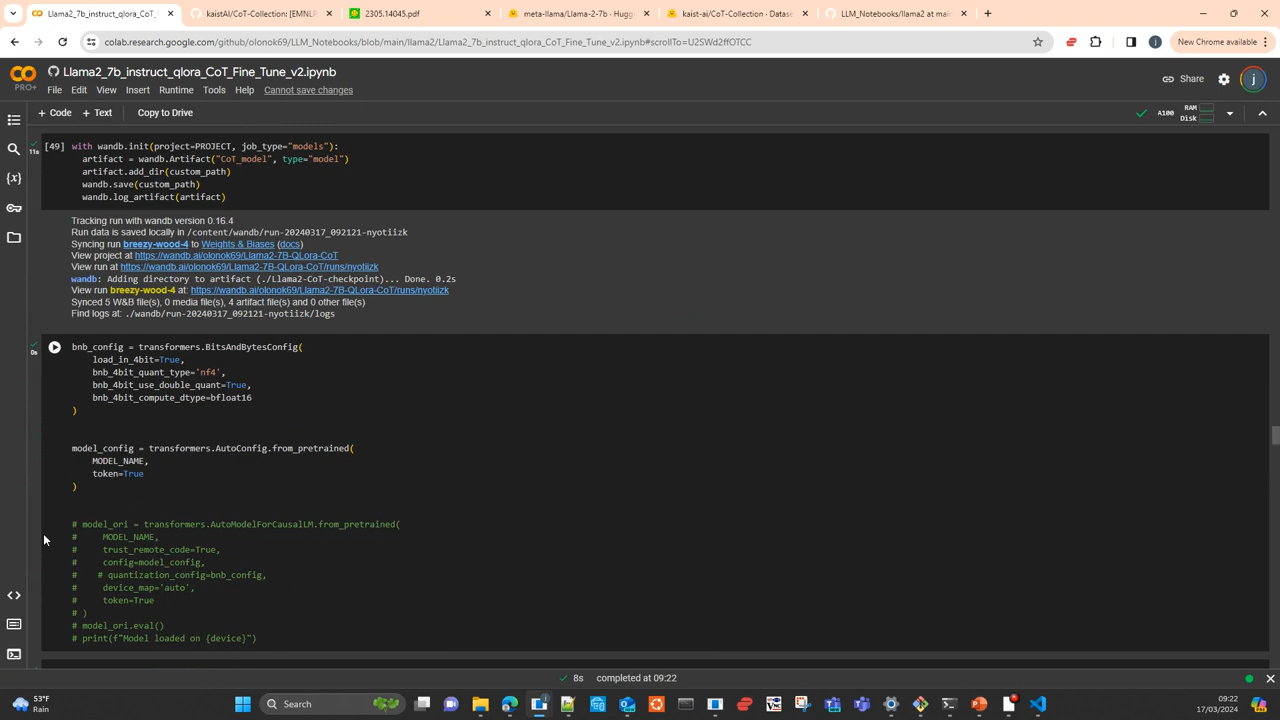 Llama2_7b_instruct_qlora_CoT_F
kaistAI/CoT-Collection: [EMNLP
2305.14045.pdf
meta-llama/Llama-2-7b · Hugg
kaist-ai/CoT-Collection · Datase
LLM_Notebooks/llama2 at main
colab.research.google.com/github/olonok69/LLM_Notebooks/blob/main/llama2/Llama2_7b_instruct_qlora_CoT_Fine_Tune_v2.ipynb#scrollTo=U2SWd2ffOTCC
New Chrome available
PRO+
Llama2_7b_instruct_qlora_CoT_Fine_Tune_v2.ipynb
File Edit View Insert Runtime Tools Help Cannot save changes
Share
j
+ Code + Text Copy to Drive
A100
RAM
Disk
[49]
11s
with wandb.init(project=PROJECT, job_type="models"):
artifact = wandb.Artifact("CoT_model", type="model")
artifact.add_dir(custom_path)
wandb.save(custom_path)
wandb.log_artifact(artifact)
Tracking run with wandb version 0.16.4
Run data is saved locally in /content/wandb/run-20240317_092121-nyotiizk
Syncing run breezy-wood-4 to Weights & Biases (docs)
View project at https://wandb.ai/olonok69/Llama2-7B-QLora-CoT
View run at https://wandb.ai/olonok69/Llama2-7B-QLora-CoT/runs/nyotiizk
wandb: Adding directory to artifact (./Llama2-CoT-checkpoint)... Done. 0.2s
View run breezy-wood-4 at: https://wandb.ai/olonok69/Llama2-7B-QLora-CoT/runs/nyotiizk
Synced 5 W&B file(s), 0 media file(s), 4 artifact file(s) and 0 other file(s)
Find logs at: ./wandb/run-20240317_092121-nyotiizk/logs
0s
bnb_config = transformers.BitsAndBytesConfig(
load_in_4bit=True,
bnb_4bit_quant_type='nf4',
bnb_4bit_use_double_quant=True,
bnb_4bit_compute_dtype=bfloat16
)
model_config = transformers.AutoConfig.from_pretrained(
MODEL_NAME,
token=True
)
# model_ori = transformers.AutoModelForCausalLM.from_pretrained(
# MODEL_NAME,
# trust_remote_code=True,
# config=model_config,
# # quantization_config=bnb_config,
# device_map='auto',
# token=True
# )
# model_ori.eval()
# print(f"Model loaded on {device}")
8s completed at 09:22
53°F
Rain
Search
09:22
17/03/2024